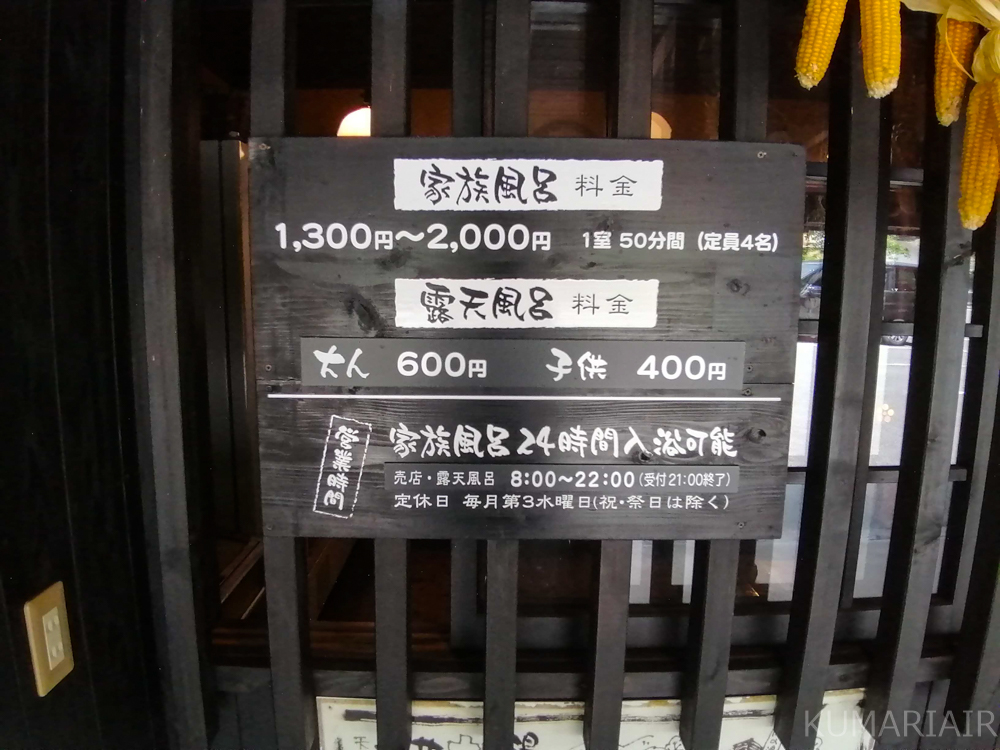 家族風呂 料金
1,300円～2,000円 1室 50分間 (定員4名)
露天風呂 料金
大人 600円 子供 400円
営業時間
家族風呂24時間入浴可能
売店・露天風呂 8:00～22:00 (受付21:00終了)
定休日 毎月第3水曜日(祝・祭日は除く)
KUMARIAIR